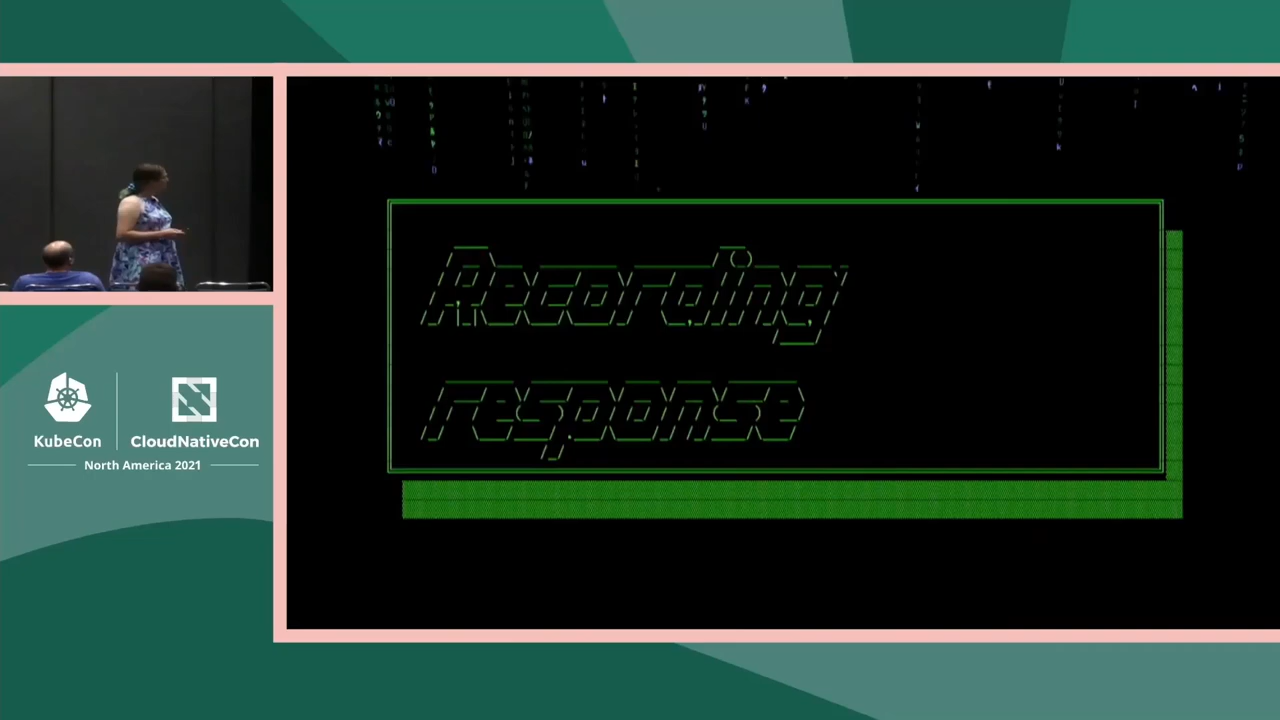 Recording
response
KubeCon
CloudNativeCon
North America 2021